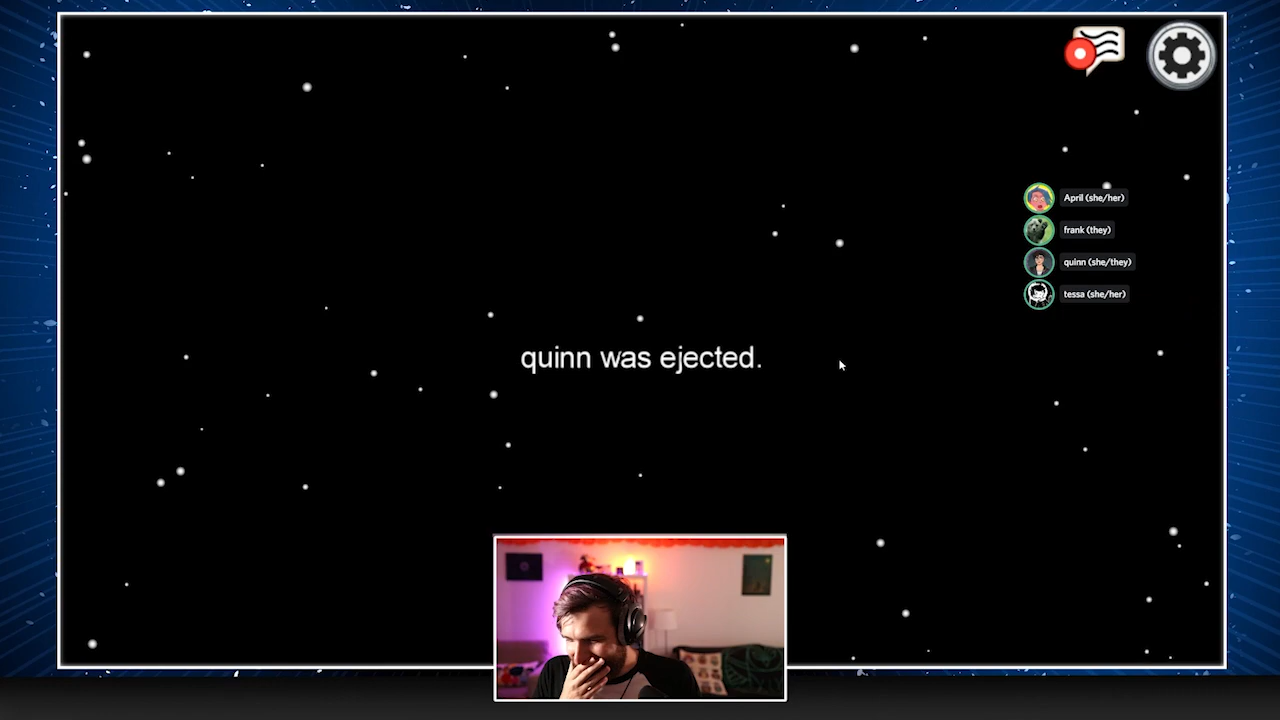 April (she/her)
frank (they)
quinn (she/they)
tessa (she/her)
quinn was ejected.